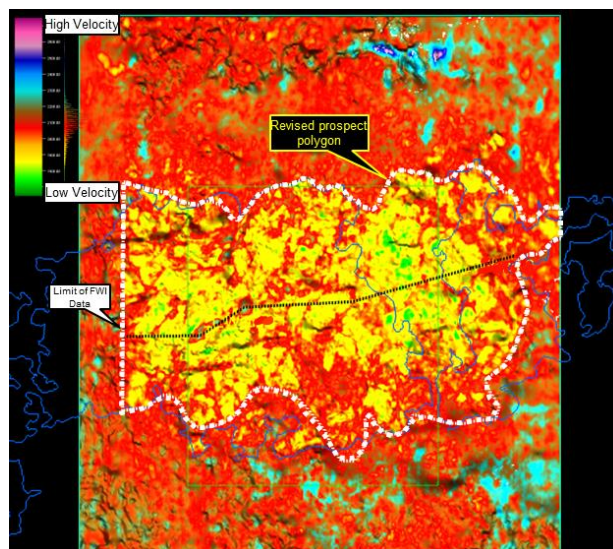 High Velocity
Revised prospect
polygon
Low Velocity
Limit of FWI
Data